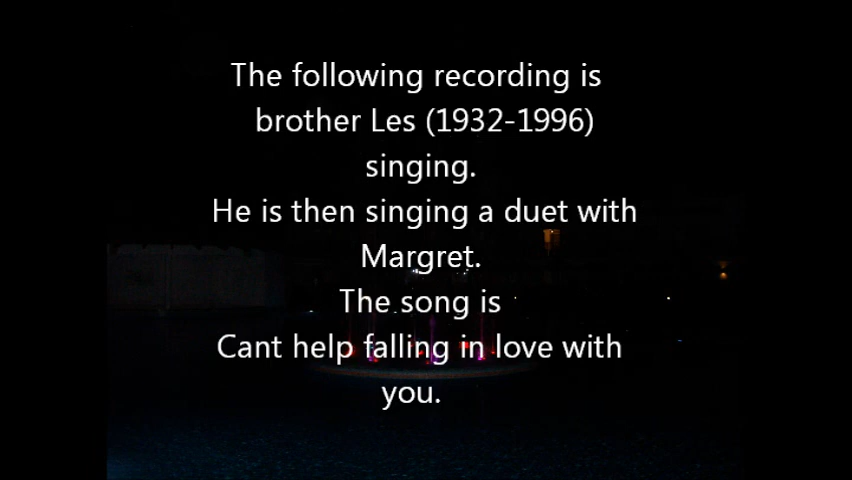 The following recording is
brother Les (1932-1996)
singing.
He is then singing a duet with
Margret.
The song is
Cant help falling in love with
you.